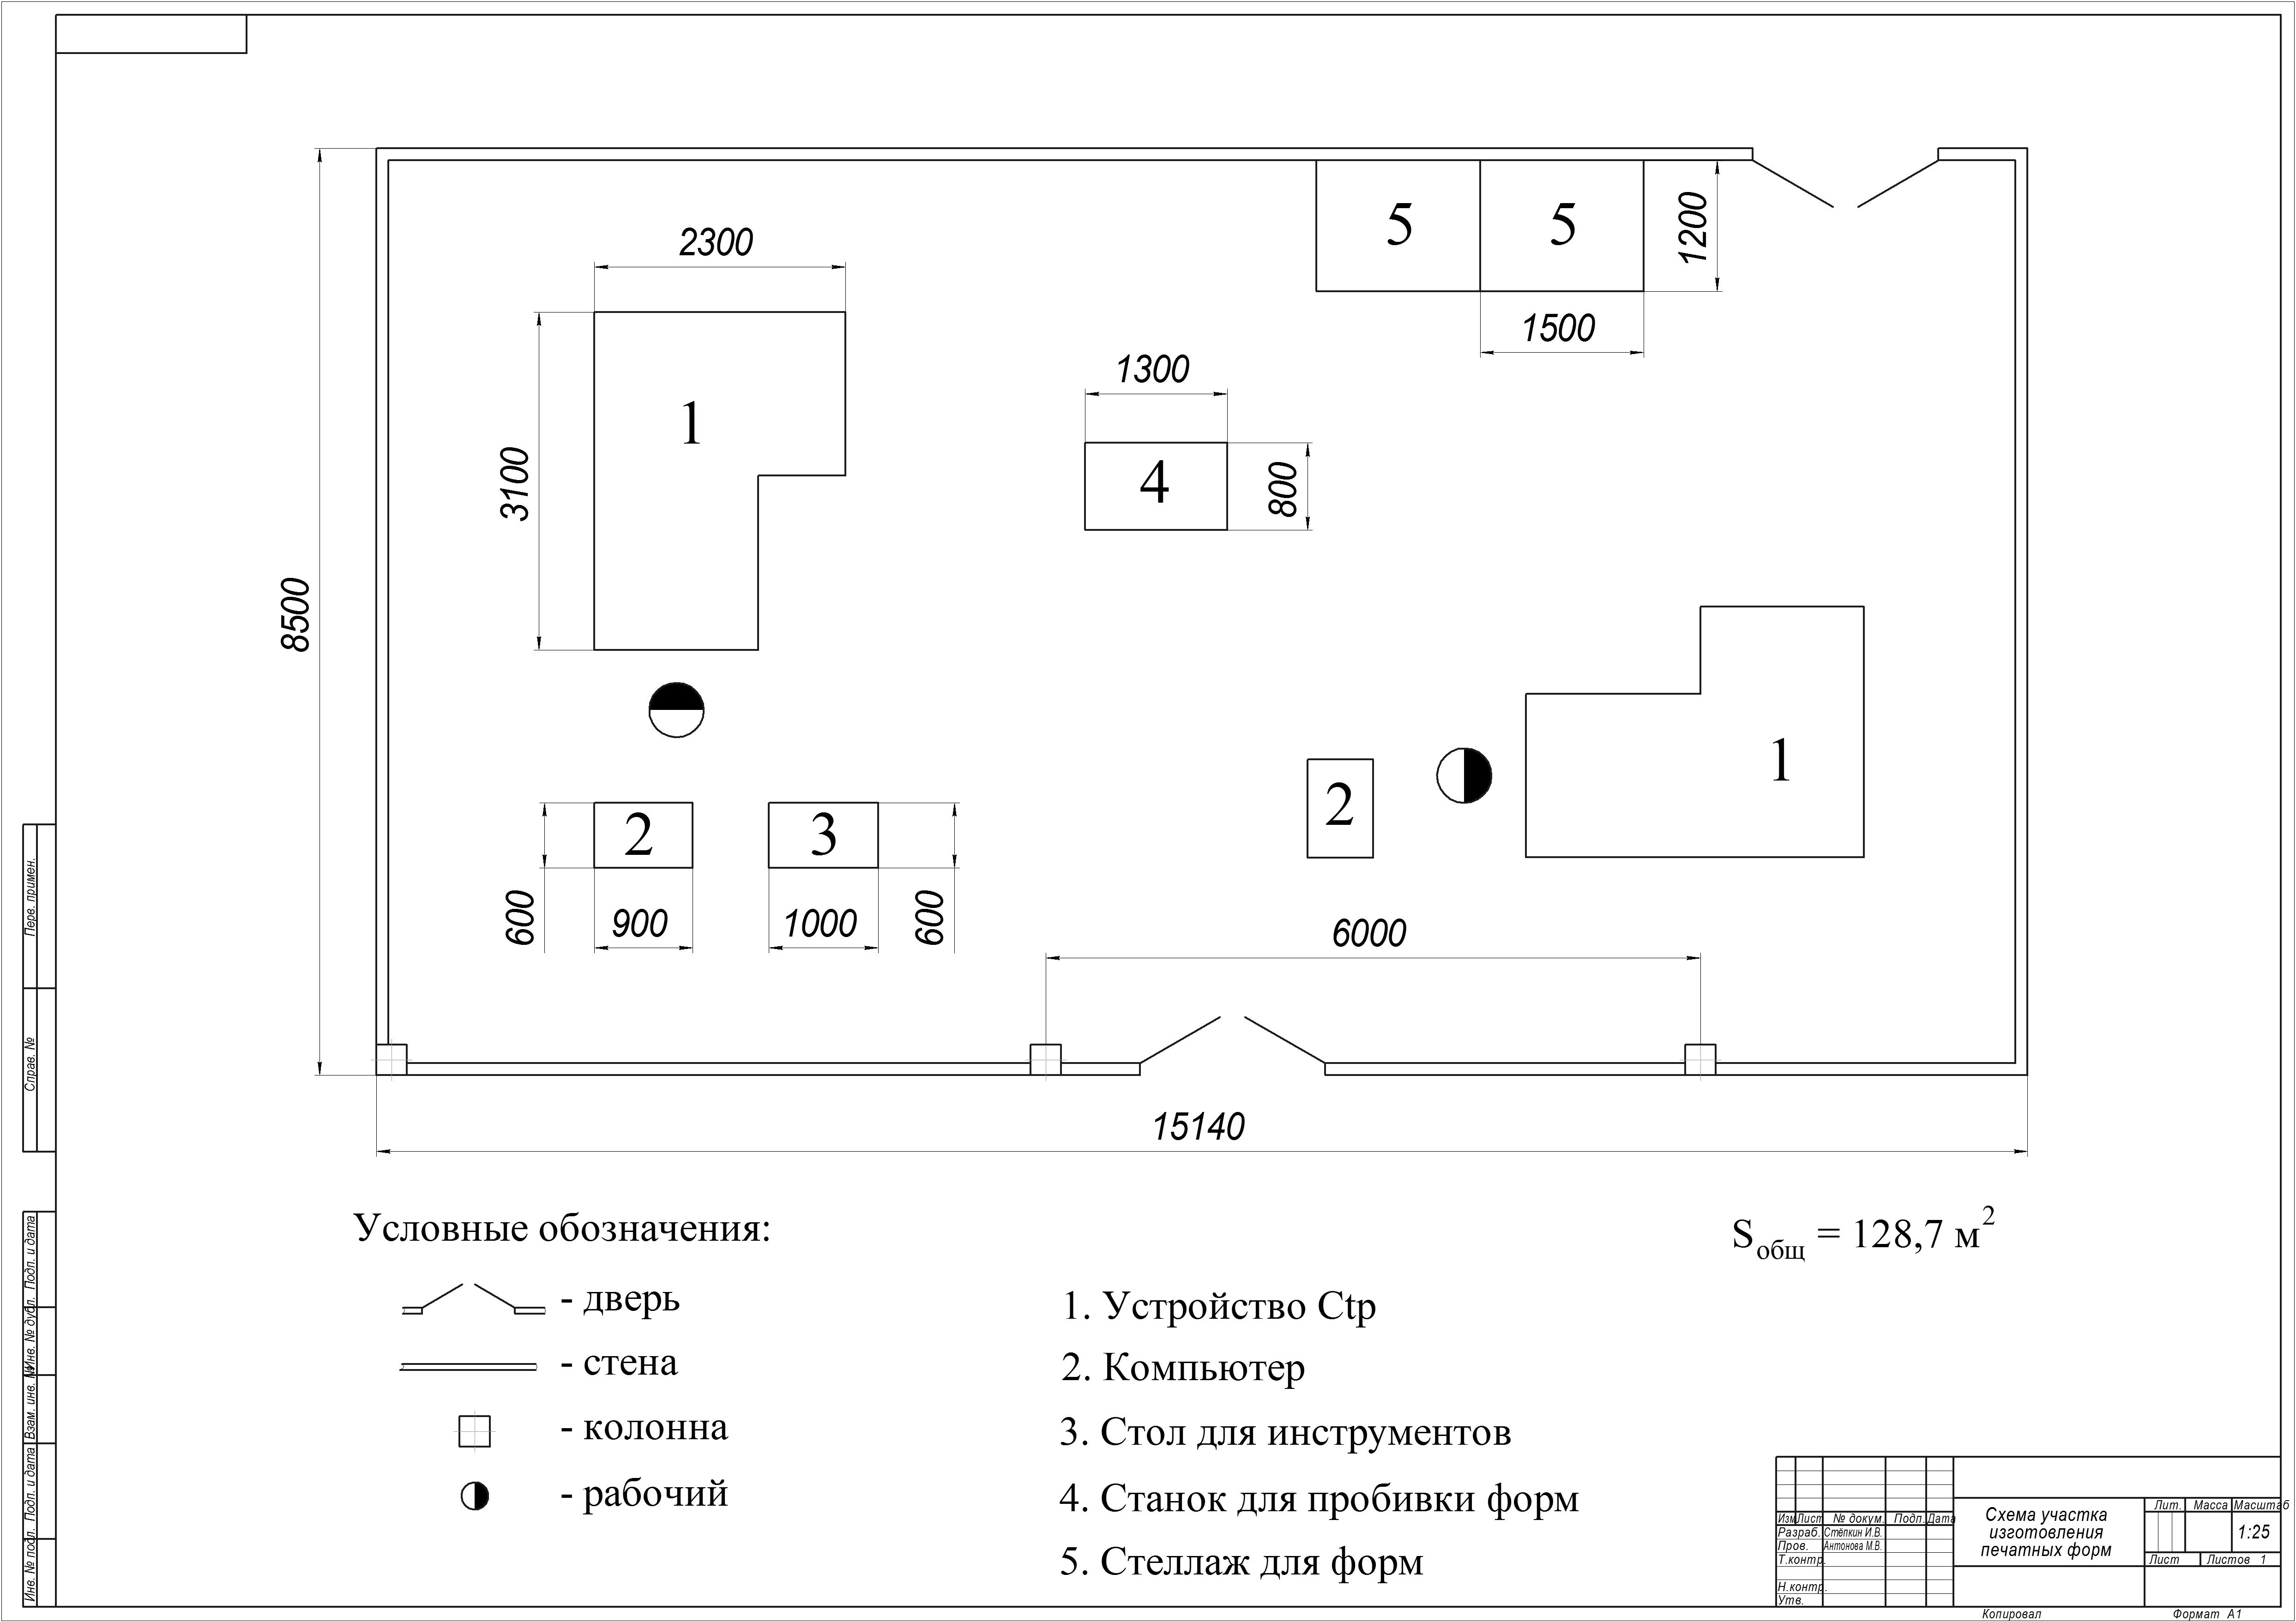 2300
5
5
1200
1500
1300
1
3100
4
800
8500
1
2
2
3
600
900
1000
600
6000
15140
Условные обозначения:
- дверь
- стена
- колонна
- рабочий
Sобщ = 128,7 м2
1. Устройство Ctp
2. Компьютер
3. Стол для инструментов
4. Станок для пробивки форм
5. Стеллаж для форм
Перв. примен.
Справ. №
Подп. и дата
Инв. № дубл.
Взам. инв. №
Подп. и дата
Инв. № подл.
Изм Лист № докум. Подп. Дата
Разраб. Стёпкин И.В.
Пров. Антонова М.В.
Т.контр.
Н.контр.
Утв.
Схема участка
изготовления
печатных форм
Лит. Масса Масштаб
1:25
Лист Листов 1
Копировал Формат А1